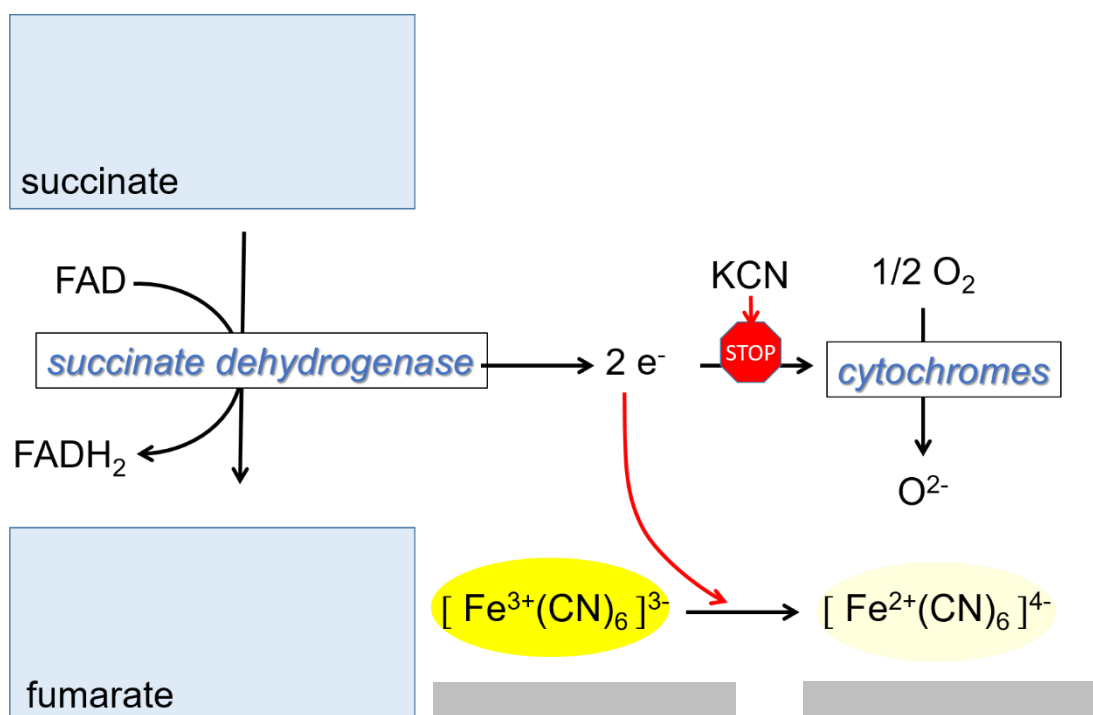 succinate
FAD
KCN
1/2 O₂
succinate dehydrogenase
2 e⁻
STOP
cytochromes
FADH₂
O²⁻
[ Fe³⁺(CN)₆ ]³⁻
[ Fe²⁺(CN)₆ ]⁴⁻
fumarate